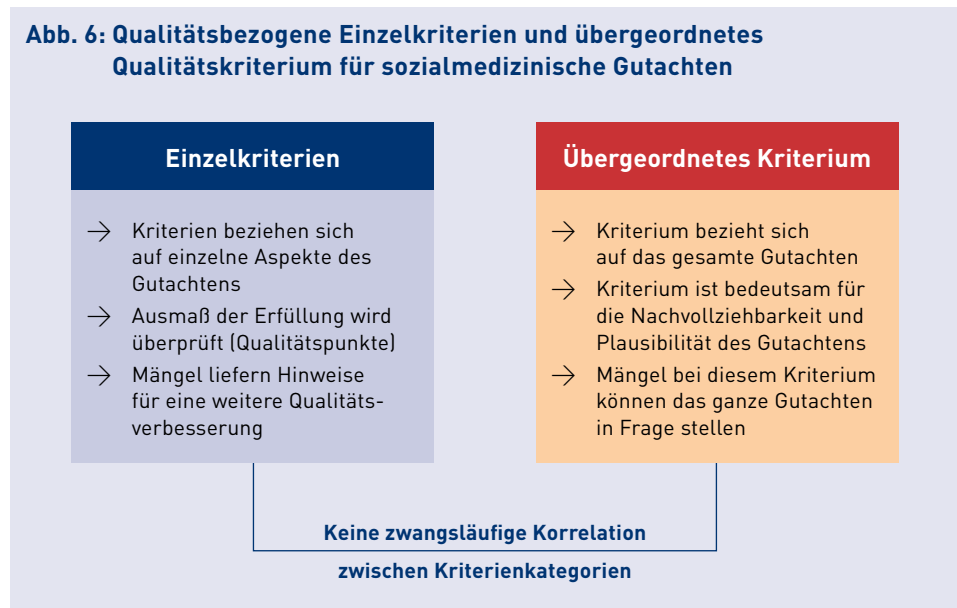 Abb. 6: Qualitätsbezogene Einzelkriterien und übergeordnetes
Qualitätskriterium für sozialmedizinische Gutachten
Einzelkriterien
→ Kriterien beziehen sich
auf einzelne Aspekte des
Gutachtens
→ Ausmaß der Erfüllung wird
überprüft (Qualitätspunkte)
→ Mängel liefern Hinweise
für eine weitere Qualitäts-
verbesserung
Übergeordnetes Kriterium
→ Kriterium bezieht sich
auf das gesamte Gutachten
→ Kriterium ist bedeutsam für
die Nachvollziehbarkeit und
Plausibilität des Gutachtens
→ Mängel bei diesem Kriterium
können das ganze Gutachten
in Frage stellen
Keine zwangsläufige Korrelation
zwischen Kriterienkategorien